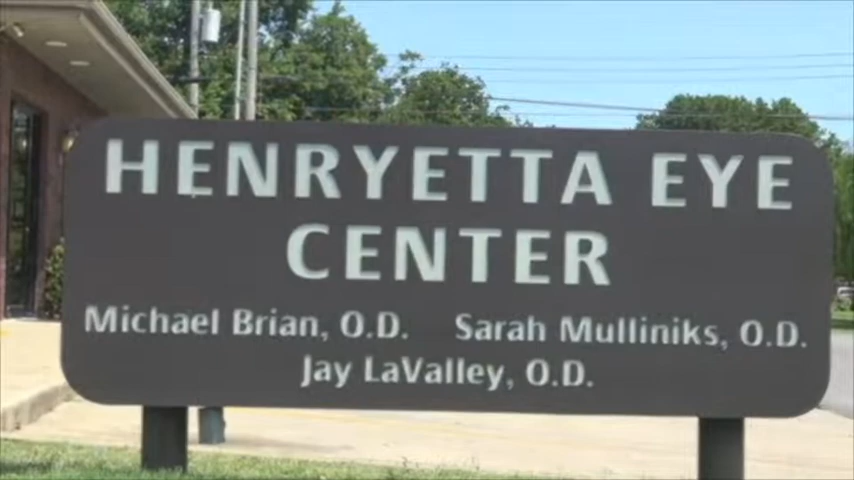 HENRYETTA EYE
CENTER
Michael Brian, O.D. Sarah Mulliniks, O.D.
Jay LaValley, O.D.